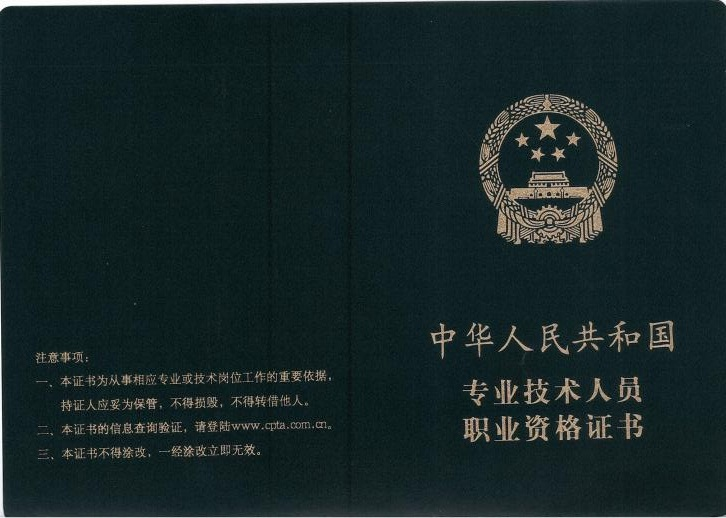 注意事项：
一、本证书为从事相应专业或技术岗位工作的重要依据，
持证人应妥为保管，不得损毁，不得转借他人。
二、本证书的信息查询验证，请登陆www.cpta.com.cn。
三、本证书不得涂改，一经涂改立即无效。
中华人民共和国
专业技术人员
职业资格证书